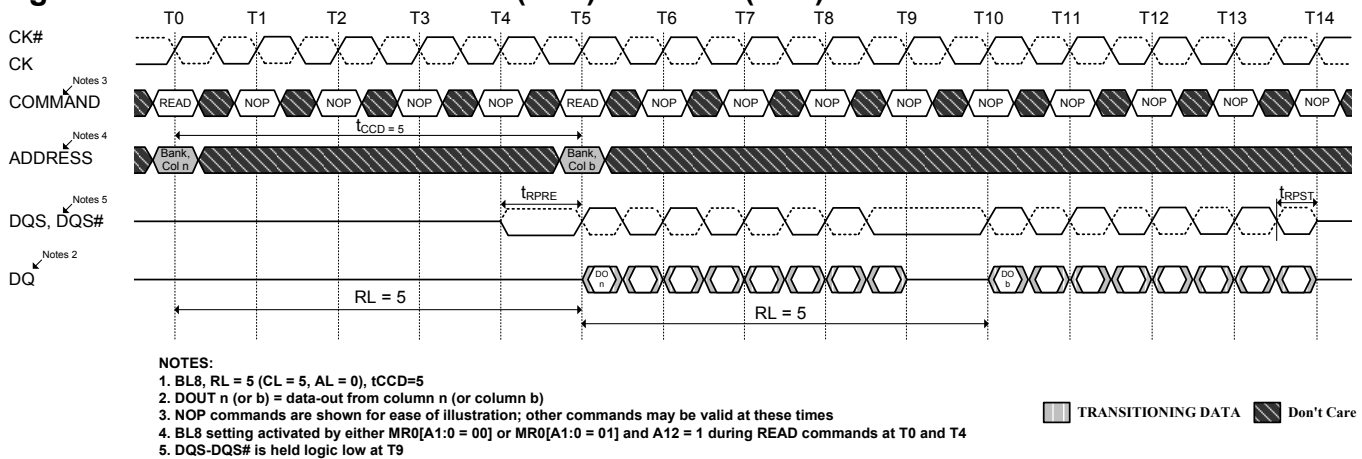 T0 T1 T2 T3 T4 T5 T6 T7 T8 T9 T10 T11 T12 T13 T14
CK#
CK
Notes 3
COMMAND READ NOP NOP NOP NOP READ NOP NOP NOP NOP NOP NOP NOP NOP NOP
tCCD = 5
Notes 4
ADDRESS
Bank, Col n
Bank, Col b
Notes 5
DQS, DQS#
tRPRE
tRPST
Notes 2
DQ
DO n
DO b
RL = 5
RL = 5
NOTES:
1. BL8, RL = 5 (CL = 5, AL = 0), tCCD=5
2. DOUT n (or b) = data-out from column n (or column b)
3. NOP commands are shown for ease of illustration; other commands may be valid at these times
4. BL8 setting activated by either MR0[A1:0 = 00] or MR0[A1:0 = 01] and A12 = 1 during READ commands at T0 and T4
5. DQS-DQS# is held logic low at T9
TRANSITIONING DATA
Don't Care